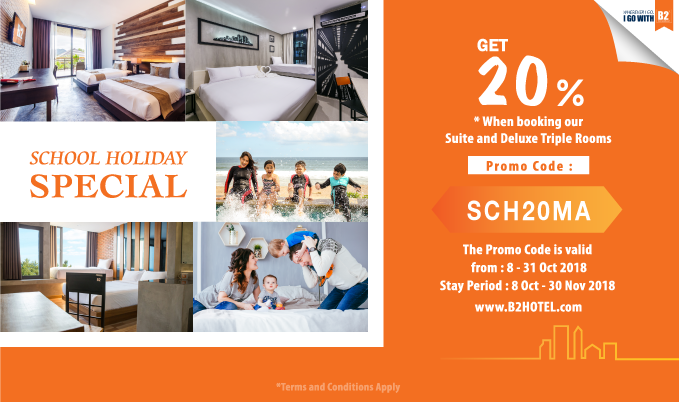 WHEREVER I GO,
I GO WITH B2
GET
20%
* When booking our
Suite and Deluxe Triple Rooms
Promo Code :
SCH20MA
The Promo Code is valid
from : 8 - 31 Oct 2018
Stay Period : 8 Oct - 30 Nov 2018
www.B2HOTEL.com
SCHOOL HOLIDAY
SPECIAL
*Terms and Conditions Apply